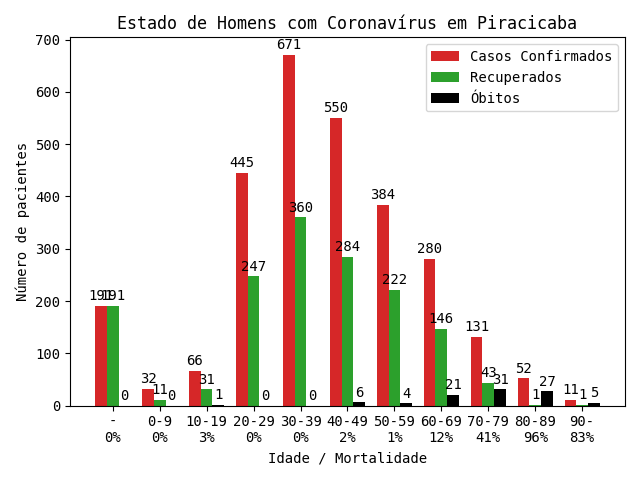 Estado de Homens com Coronavírus em Piracicaba
700
600
500
400
300
200
100
0
Número de pacientes
Casos Confirmados
Recuperados
Óbitos
191 191 0
32 11 0
66 31 1
445 247 0
671 360 0
550 284 6
384 222 4
280 146 21
131 43 31
52 1 27
11 1 5
- 0-9 10-19 20-29 30-39 40-49 50-59 60-69 70-79 80-89 90-
0% 0% 3% 0% 0% 2% 1% 12% 41% 96% 83%
Idade / Mortalidade